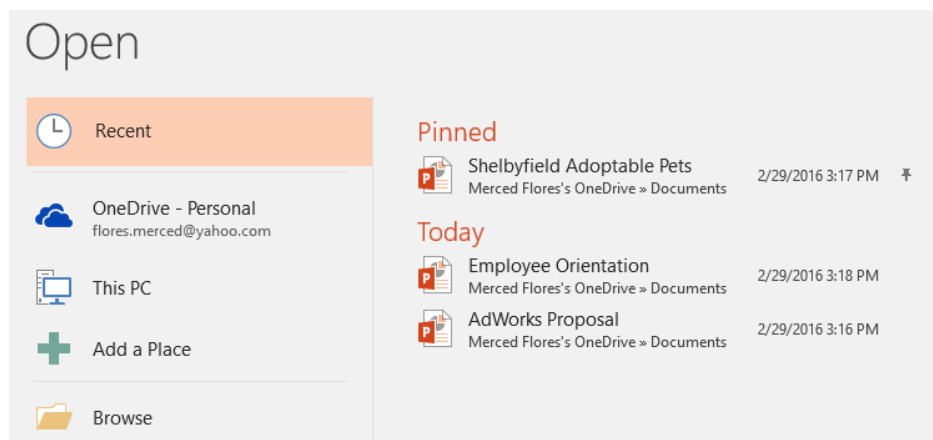 Open
Recent
OneDrive - Personal
flores.merced@yahoo.com
This PC
Add a Place
Browse
Pinned
Shelbyfield Adoptable Pets
Merced Flores's OneDrive » Documents
2/29/2016 3:17 PM
Today
Employee Orientation
Merced Flores's OneDrive » Documents
2/29/2016 3:18 PM
AdWorks Proposal
Merced Flores's OneDrive » Documents
2/29/2016 3:16 PM